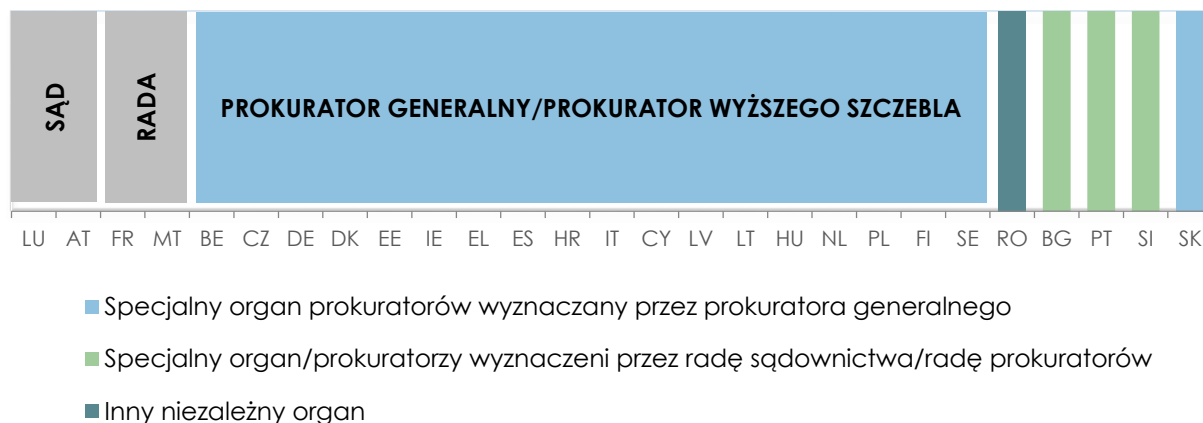 SĄD
RADA
PROKURATOR GENERALNY/PROKURATOR WYŻSZEGO SZCZEBLA
LU AT FR MT BE CZ DE DK EE IE EL ES HR IT CY LV LT HU NL PL FI SE RO BG PT SI SK
Specjalny organ prokuratorów wyznaczany przez prokuratora generalnego
Specjalny organ/prokuratorzy wyznaczeni przez radę sądownictwa/radę prokuratorów
Inny niezależny organ